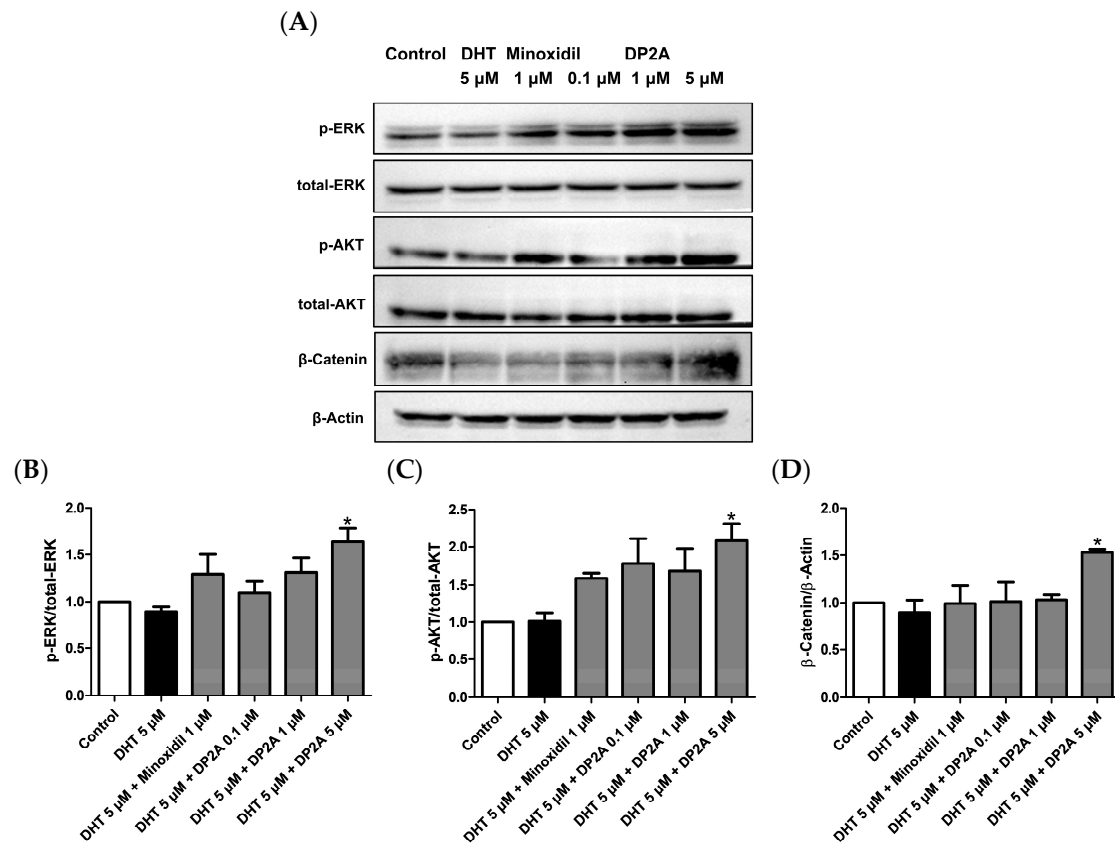 (A)
Control DHT Minoxidil DP2A
5 µM 1 µM 0.1 µM 1 µM 5 µM
p-ERK
total-ERK
p-AKT
total-AKT
β-Catenin
β-Actin
(B)
p-ERK/total-ERK
2.0
1.5
1.0
0.5
0.0
*
Control
DHT 5 µM
DHT 5 µM + Minoxidil 1 µM
DHT 5 µM + DP2A 0.1 µM
DHT 5 µM + DP2A 1 µM
DHT 5 µM + DP2A 5 µM
(C)
p-AKT/total-AKT
2.5
2.0
1.5
1.0
0.5
0.0
*
Control
DHT 5 µM
DHT 5 µM + Minoxidil 1 µM
DHT 5 µM + DP2A 0.1 µM
DHT 5 µM + DP2A 1 µM
DHT 5 µM + DP2A 5 µM
(D)
β-Catenin/β-Actin
2.0
1.5
1.0
0.5
0.0
*
Control
DHT 5 µM
DHT 5 µM + Minoxidil 1 µM
DHT 5 µM + DP2A 0.1 µM
DHT 5 µM + DP2A 1 µM
DHT 5 µM + DP2A 5 µM